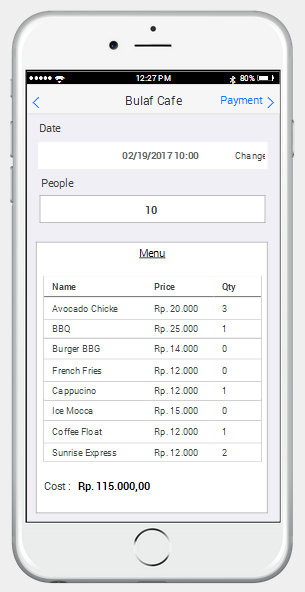 12:27 PM 80%
Bulaf Cafe Payment
Date
02/19/2017 10:00 Change
People
10
Menu
Name Price Qty
Avocado Chicke Rp. 20.000 3
BBQ Rp. 25.000 1
Burger BBG Rp. 14.000 0
French Fries Rp. 12.000 0
Cappucino Rp. 12.000 1
Ice Mocca Rp. 15.000 0
Coffee Float Rp. 12.000 1
Sunrise Express Rp. 12.000 2
Cost : Rp. 115.000,00